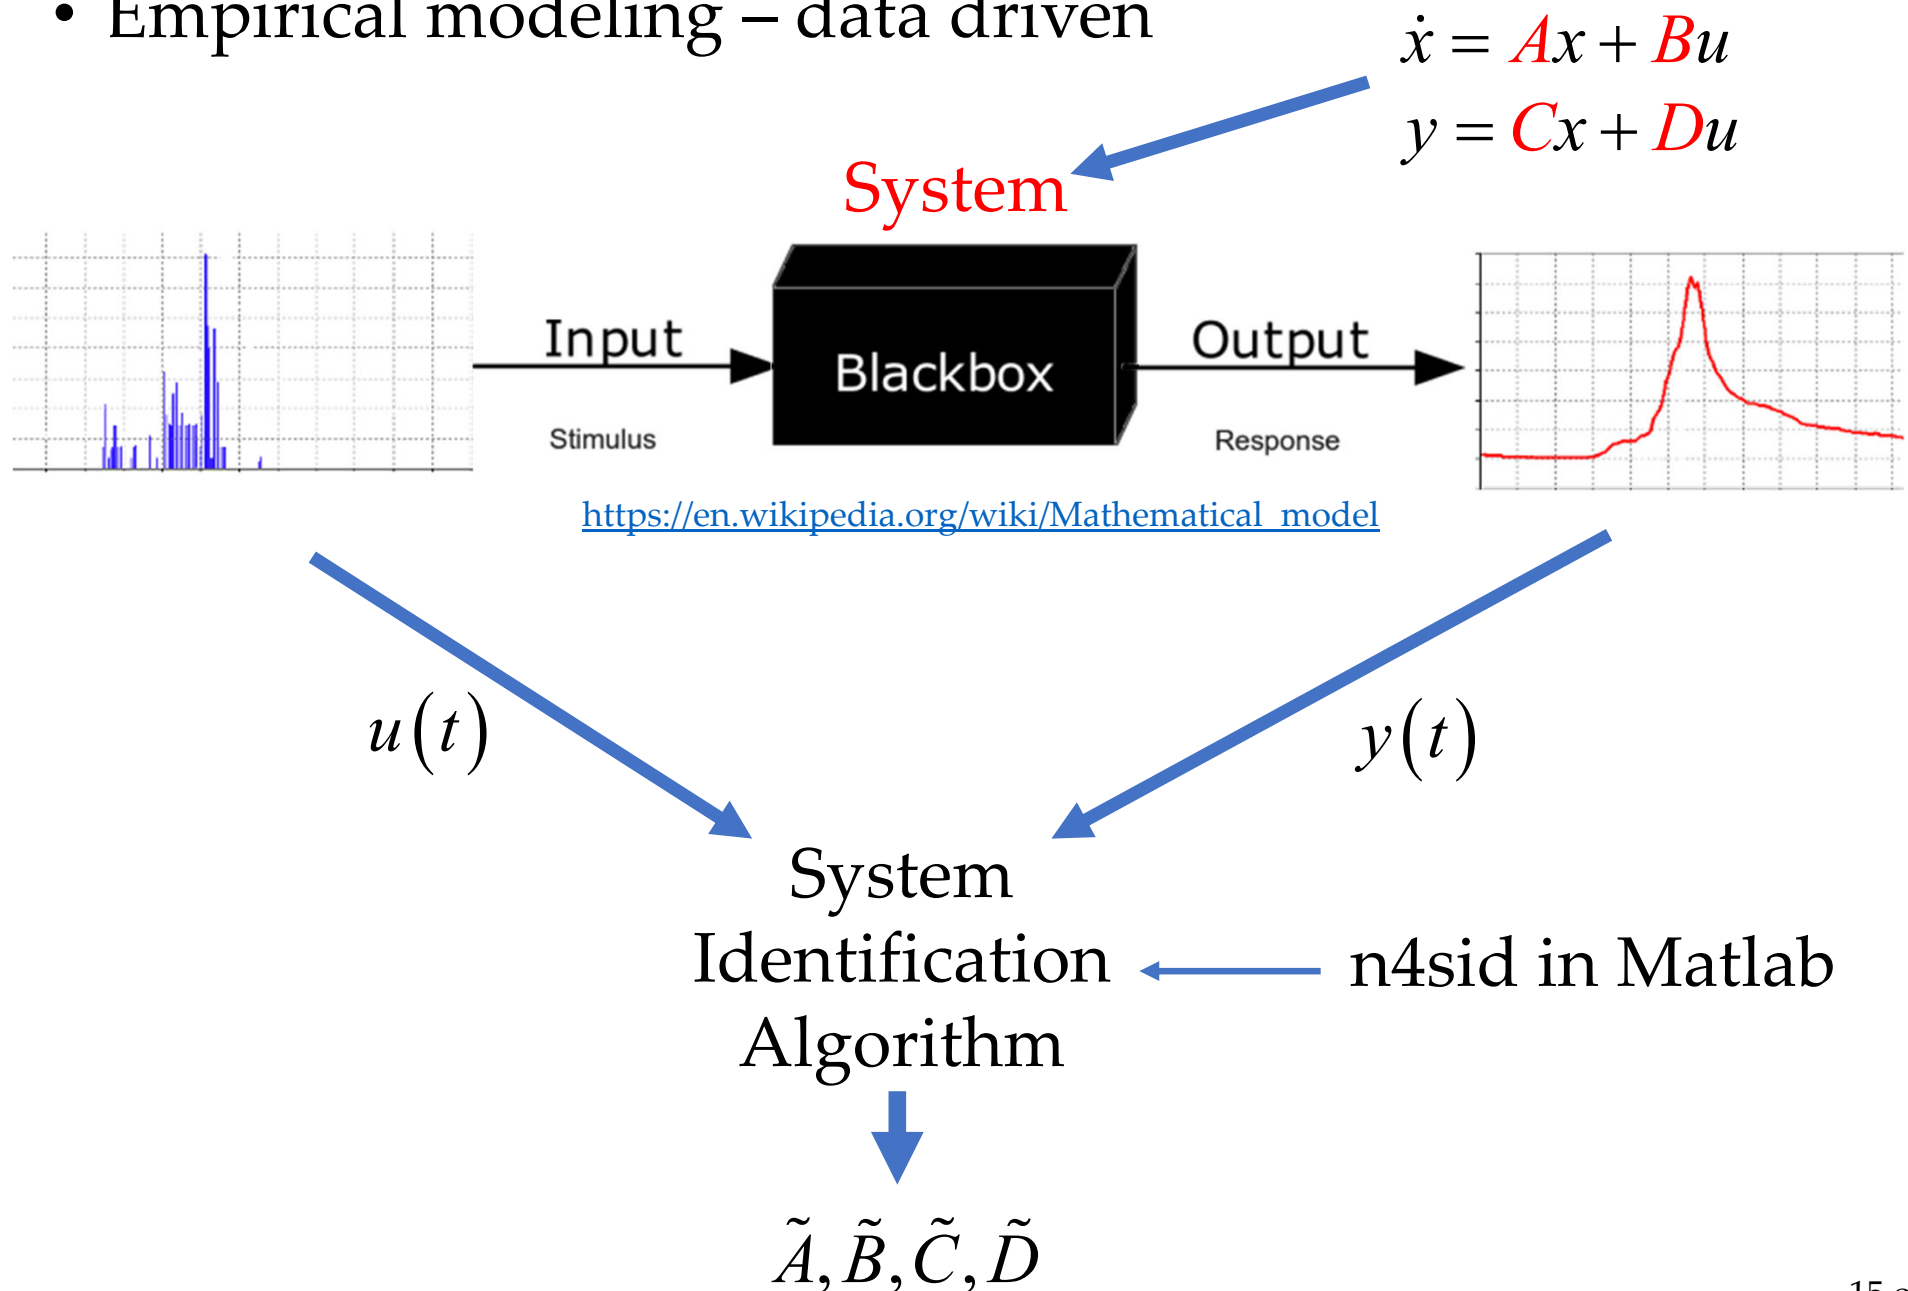 • Empirical modeling – data driven
ẋ = Ax + Bu
y = Cx + Du
System
Input
Blackbox
Output
Stimulus
Response
https://en.wikipedia.org/wiki/Mathematical_model
u(t)
y(t)
System
Identification
Algorithm
n4sid in Matlab
Ã, B̃, C̃, D̃
15